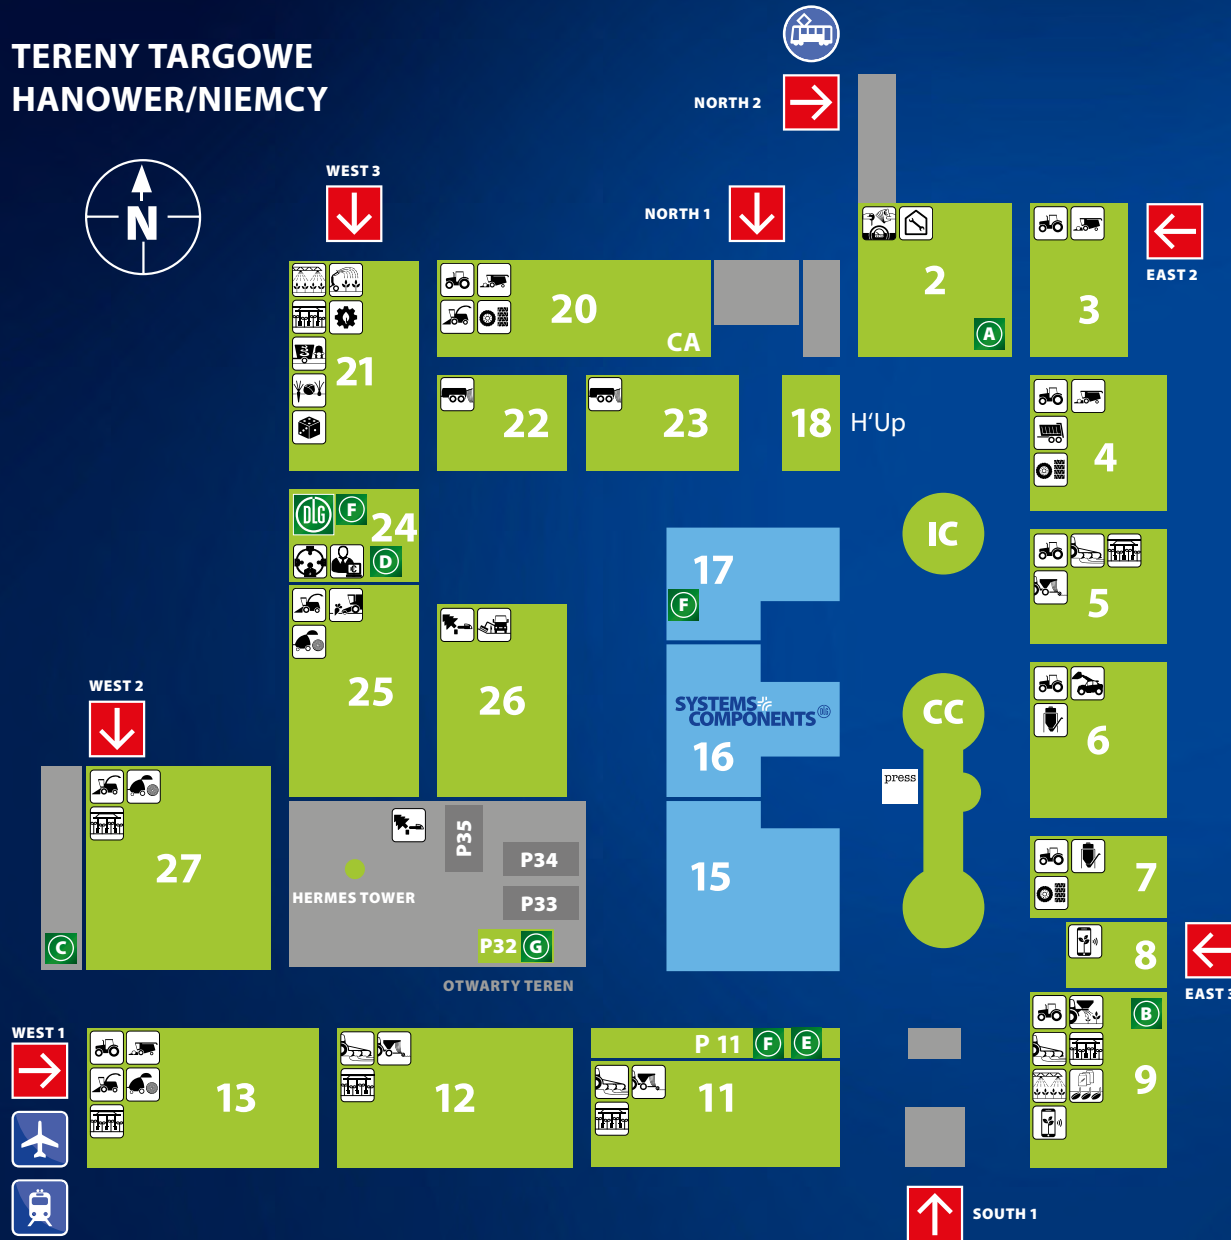 TERENY TARGOWE
HANOWER/NIEMCY
NORTH 2
WEST 3
NORTH 1
N
EAST 2
2
A
3
20
CA
21
22
23
18
H'Up
4
DLG
F
24
D
17
F
IC
5
25
26
SYSTEMS
COMPONENTS
DLG
16
CC
press
6
WEST 2
27
C
HERMES TOWER
P35
P34
P33
P32
G
OTWARTY TEREN
15
7
8
EAST 3
WEST 1
13
12
P 11
F
E
11
B
9
SOUTH 1